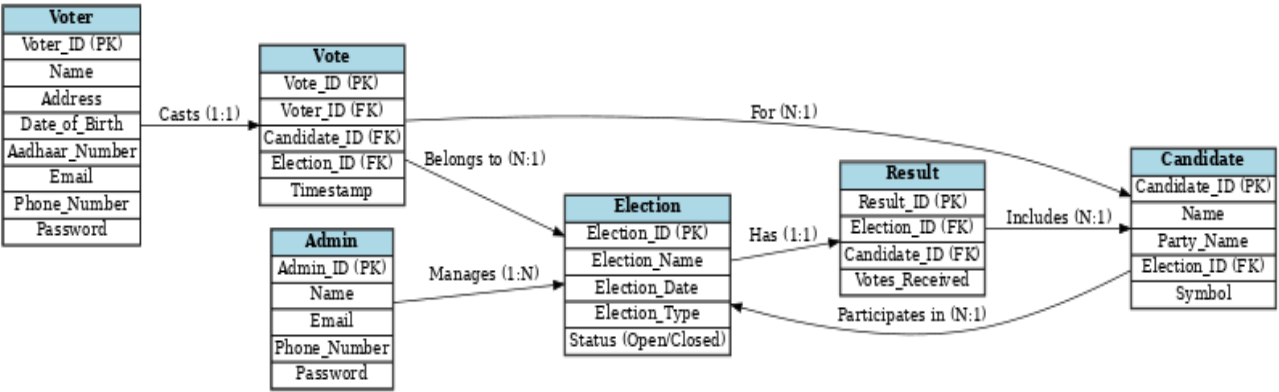 Voter
Voter_ID (PK)
Name
Address
Date_of_Birth
Aadhaar_Number
Email
Phone_Number
Password
Casts (1:1)
Vote
Vote_ID (PK)
Voter_ID (FK)
Candidate_ID (FK)
Election_ID (FK)
Timestamp
For (N:1)
Belongs to (N:1)
Admin
Admin_ID (PK)
Name
Email
Phone_Number
Password
Manages (1:N)
Election
Election_ID (PK)
Election_Name
Election_Date
Election_Type
Status (Open/Closed)
Has (1:1)
Result
Result_ID (PK)
Election_ID (FK)
Candidate_ID (FK)
Votes_Received
Includes (N:1)
Participates in (N:1)
Candidate
Candidate_ID (PK)
Name
Party_Name
Election_ID (FK)
Symbol